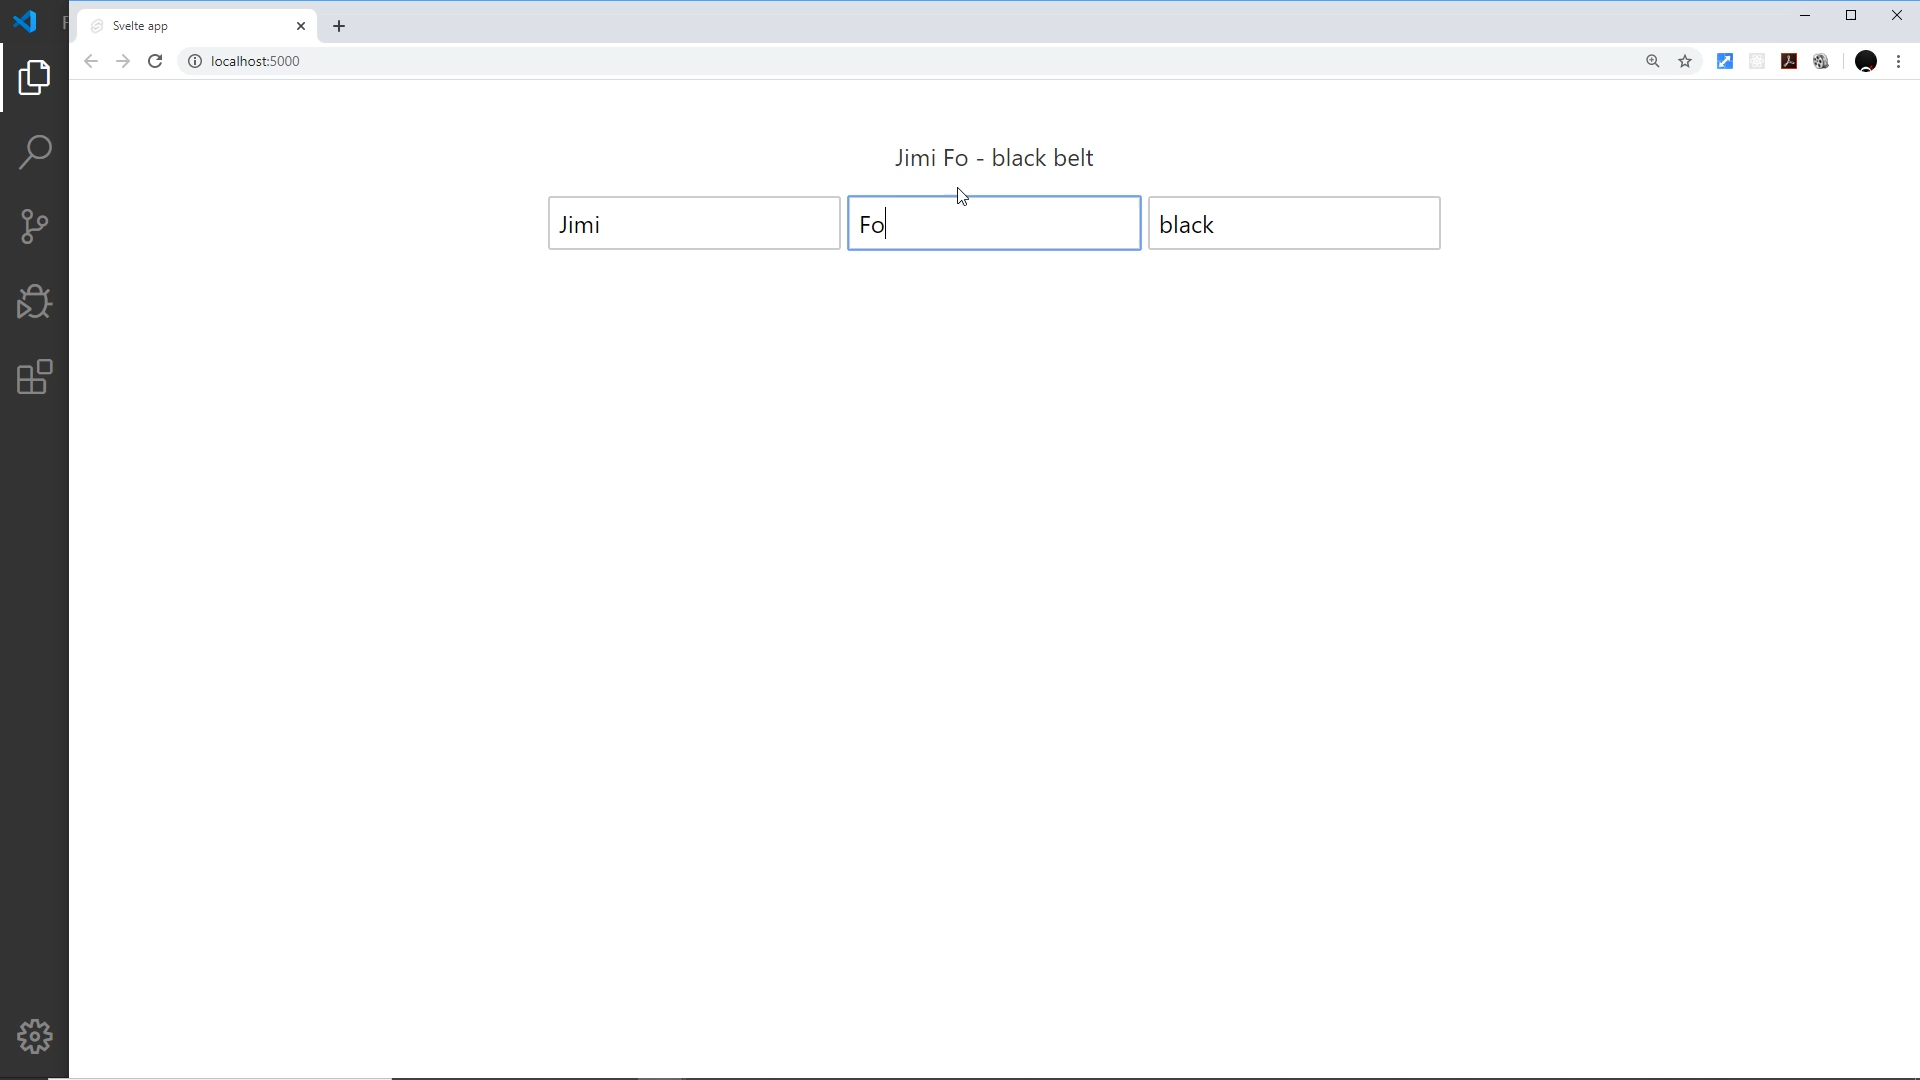 F
Svelte app
localhost:5000
Jimi Fo - black belt
Jimi
Fo
black